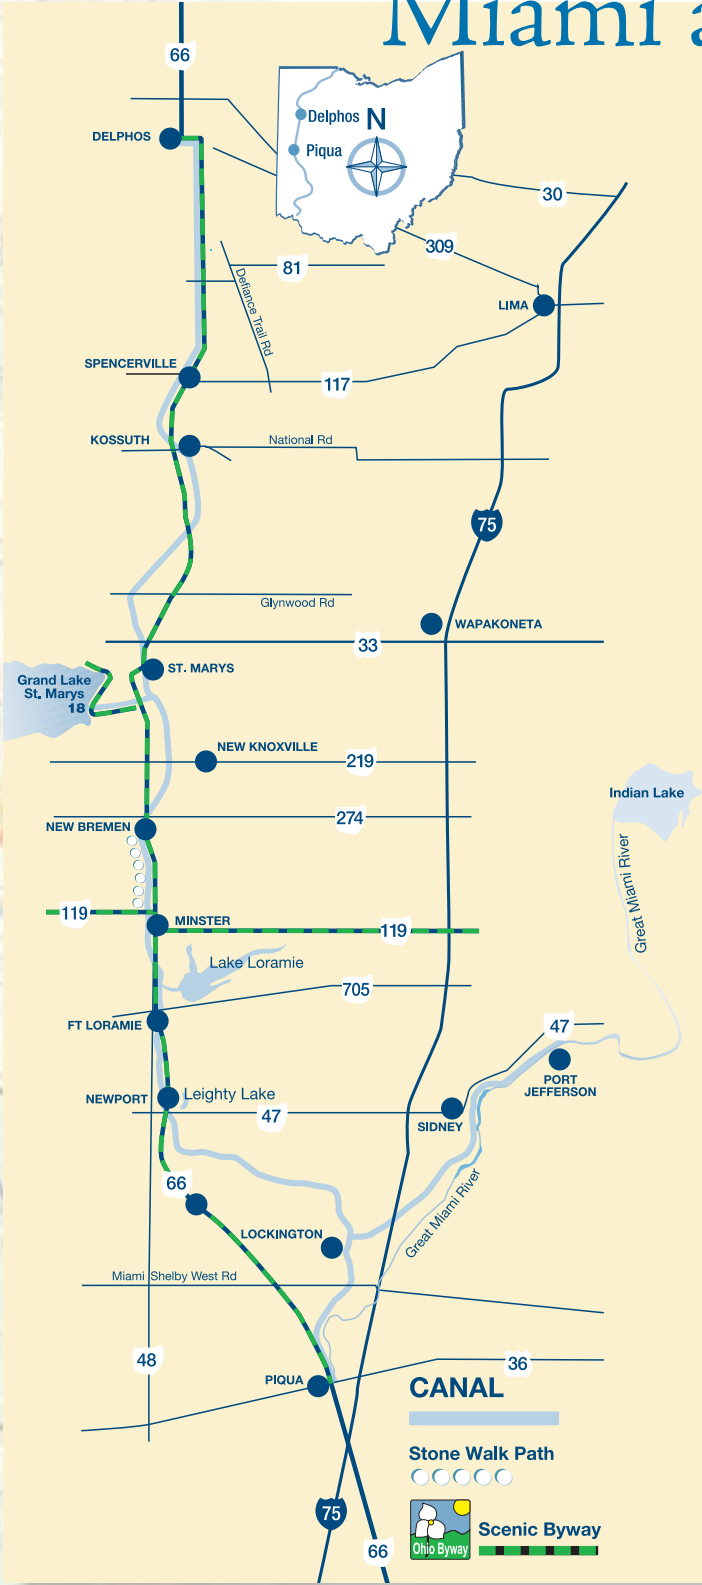 Miami a
66
Delphos
N
Piqua
DELPHOS
30
309
81
Defiance Trail Rd
LIMA
SPENCERVILLE
117
KOSSUTH
National Rd
75
Glynwood Rd
WAPAKONETA
33
ST. MARYS
Grand Lake
St. Marys
18
NEW KNOXVILLE
219
Indian Lake
274
NEW BREMEN
Great Miami River
119
MINSTER
119
Lake Loramie
705
FT LORAMIE
47
PORT
JEFFERSON
NEWPORT
Leighty Lake
47
SIDNEY
66
Great Miami River
LOCKINGTON
Miami Shelby West Rd
48
36
PIQUA
CANAL
Stone Walk Path
75
Ohio Byway
Scenic Byway
66